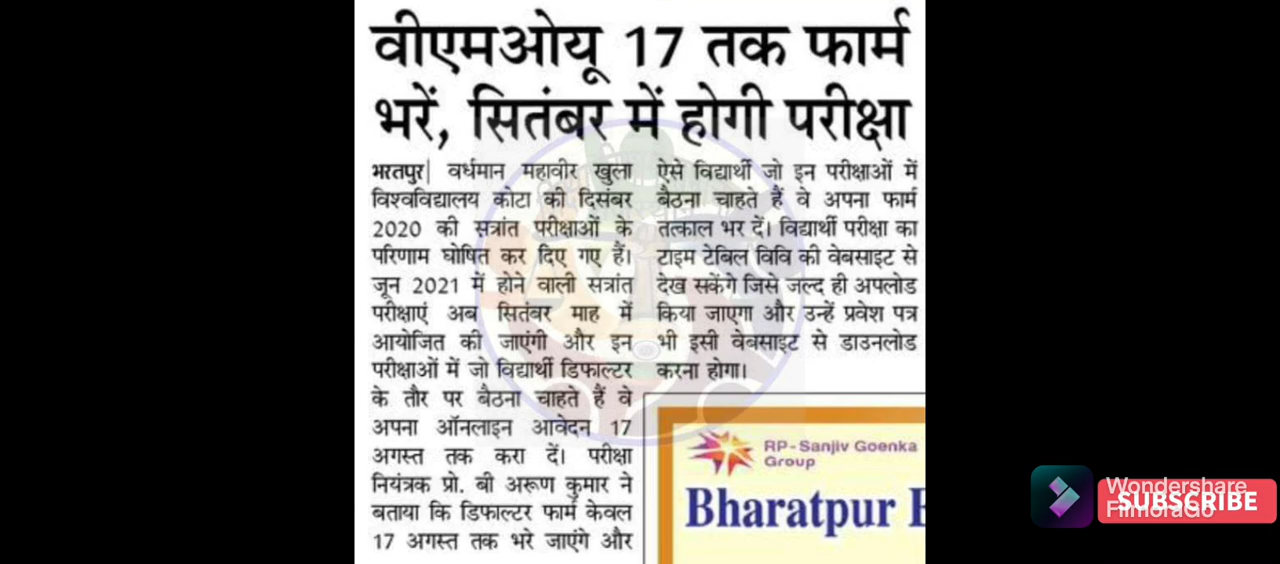 वीएमओयू 17 तक फार्म
भरें, सितंबर में होगी परीक्षा
भरतपुर| वर्धमान महावीर खुला
विश्वविद्यालय कोटा की दिसंबर
2020 की सत्रांत परीक्षाओं के
परिणाम घोषित कर दिए गए हैं।
जून 2021 में होने वाली सत्रांत
परीक्षाएं अब सितंबर माह में
आयोजित की जाएंगी और इन
परीक्षाओं में जो विद्यार्थी डिफाल्टर
के तौर पर बैठना चाहते हैं वे
अपना ऑनलाइन आवेदन 17
अगस्त तक करा दें। परीक्षा
नियंत्रक प्रो. बी अरूण कुमार ने
बताया कि डिफाल्टर फार्म केवल
17 अगस्त तक भरे जाएंगे और
ऐसे विद्यार्थी जो इन परीक्षाओं में
बैठना चाहते हैं वे अपना फार्म
तत्काल भर दें। विद्यार्थी परीक्षा का
टाइम टेबिल विवि की वेबसाइट से
देख सकेंगे जिसे जल्द ही अपलोड
किया जाएगा और उन्हें प्रवेश पत्र
भी इसी वेबसाइट से डाउनलोड
करना होगा।
RP-Sanjiv Goenka
Group
Bharatpur
Wondershare
FilmoraGo
SUBSCRIBE